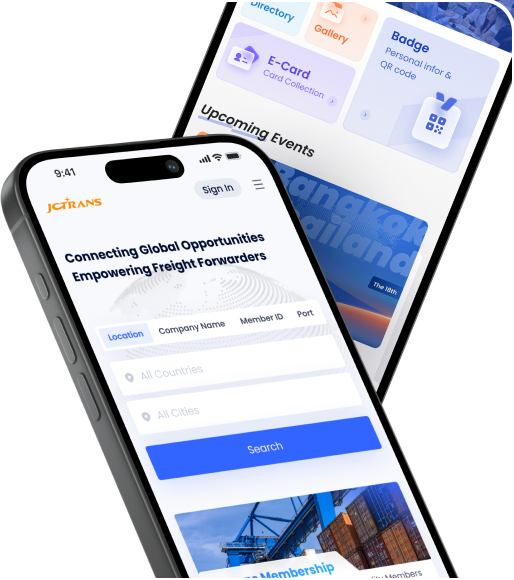 Directory
Gallery
Badge
Personal infor &
QR code
E-Card
Card Collection
Upcoming Events
Bangkok
Thailand
The 18th
9:41
JCTRANS
Sign In
Connecting Global Opportunities
Empowering Freight Forwarders
Location
Company Name
Member ID
Port
All Countries
All Cities
Search
Membership
Members